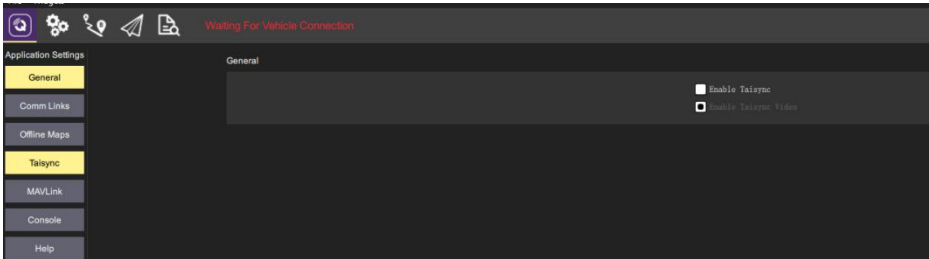 Waiting For Vehicle Connection
Application Settings
General
General
Enable Taisync
Comm Links
Enable Taisync Video
Offline Maps
Taisync
MAVLink
Console
Help